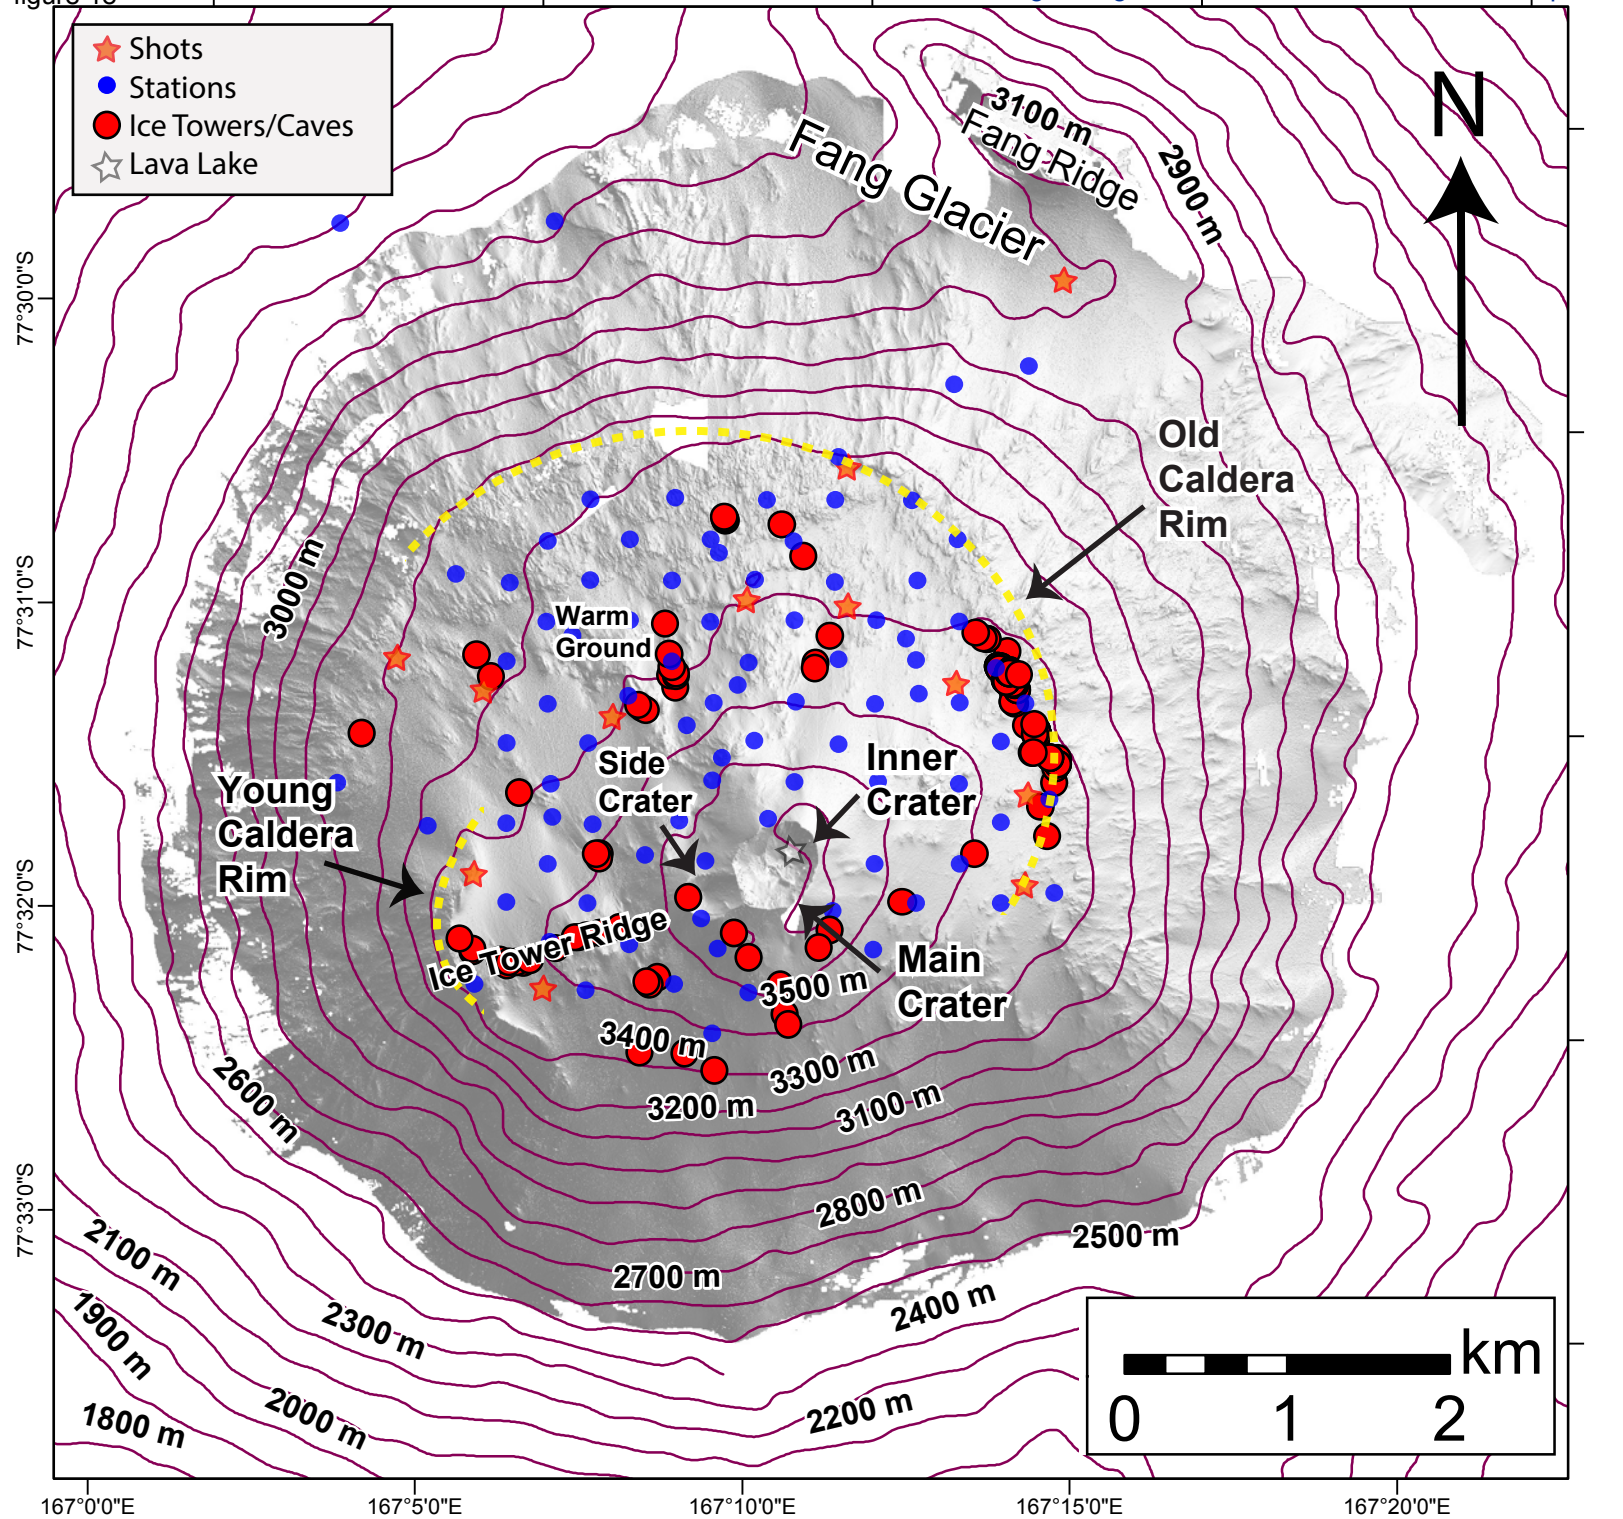 Shots
Stations
Ice Towers/Caves
Lava Lake
N
3100 m
Fang Ridge
2900 m
Fang Glacier
Old
Caldera
Rim
3000 m
Warm
Ground
Side
Crater
Inner
Crater
Young
Caldera
Rim
Ice Tower Ridge
Main
Crater
3500 m
3400 m
3300 m
3200 m
3100 m
2600 m
2800 m
2500 m
2700 m
2400 m
2100 m
2300 m
1900 m
2200 m
2000 m
1800 m
km
0 1 2
77°30'0"S
77°31'0"S
77°32'0"S
77°33'0"S
167°0'0"E 167°5'0"E 167°10'0"E 167°15'0"E 167°20'0"E